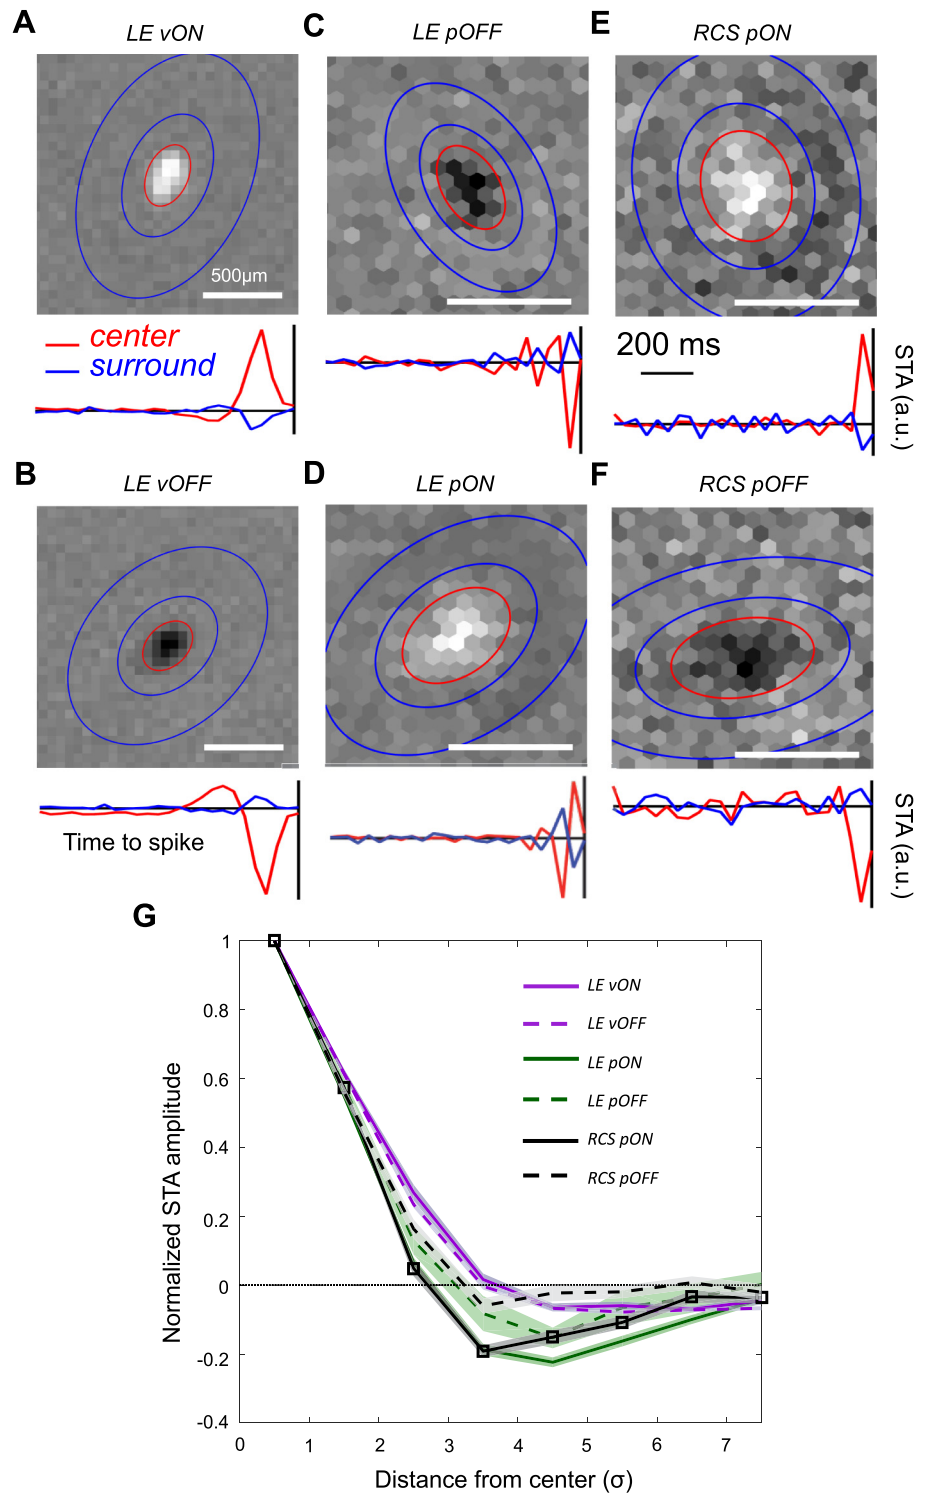 A
LE vON
C
LE pOFF
E
RCS pON
500µm
center
surround
200 ms
STA (a.u.)
B
LE vOFF
D
LE pON
F
RCS pOFF
Time to spike
STA (a.u.)
G
1
0.8
0.6
0.4
0.2
0
-0.2
-0.4
Normalized STA amplitude
LE vON
LE vOFF
LE pON
LE pOFF
RCS pON
RCS pOFF
0 1 2 3 4 5 6 7
Distance from center (σ)